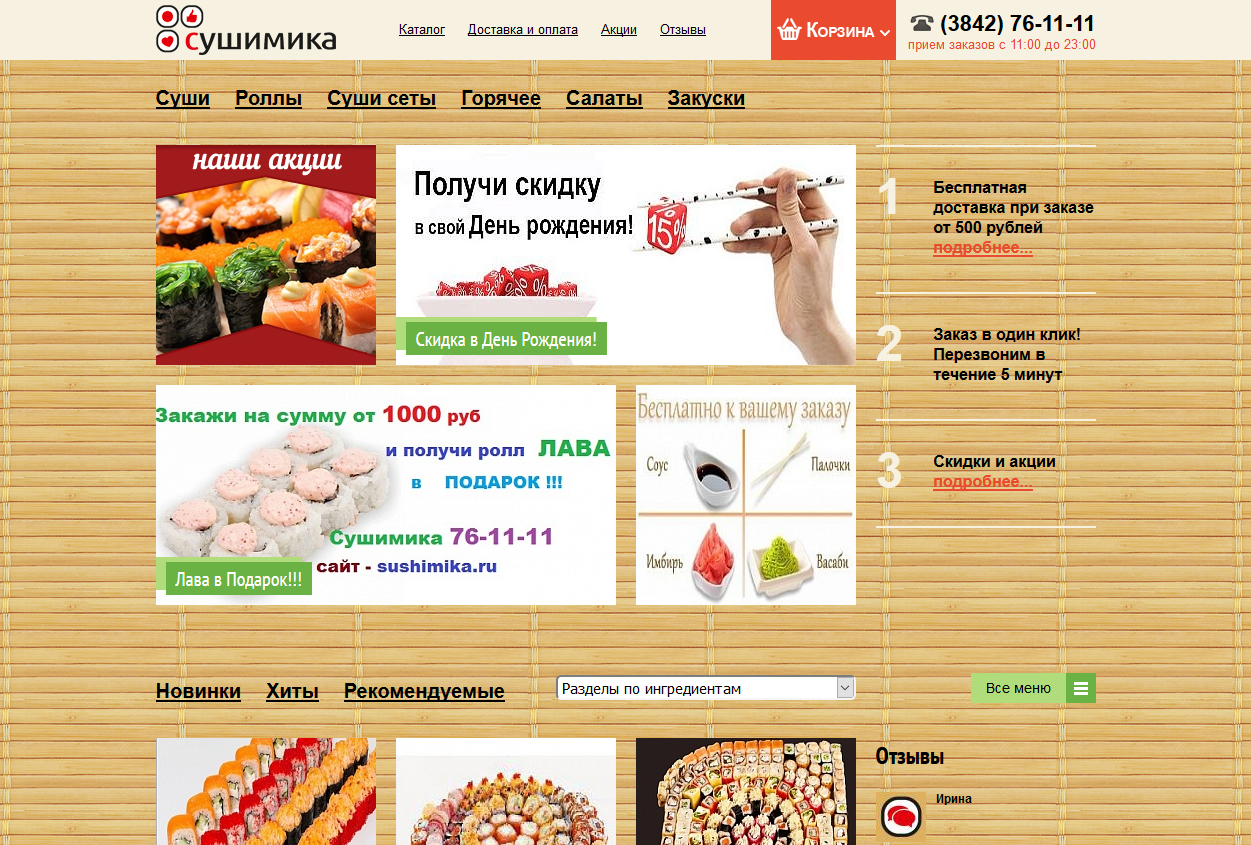 сушимика
Каталог Доставка и оплата Акции Отзывы
Корзина
(3842) 76-11-11
прием заказов с 11:00 до 23:00
Суши Роллы Суши сеты Горячее Салаты Закуски
наши акции
Получи скидку
в свой День рождения!
15%
% % % %
Скидка в День Рождения!
1
Бесплатная
доставка при заказе
от 500 рублей
подробнее...
2
Заказ в один клик!
Перезвоним в
течение 5 минут
3
Скидки и акции
подробнее...
Закажи на сумму от 1000 руб
и получи ролл ЛАВА
в ПОДАРОК !!!
Сушимика 76-11-11
сайт - sushimika.ru
Лава в Подарок!!!
Бесплатно к вашему заказу
Соус
Палочки
Имбирь
Васаби
Новинки Хиты Рекомендуемые
Разделы по ингредиентам
Все меню
Отзывы
Ирина